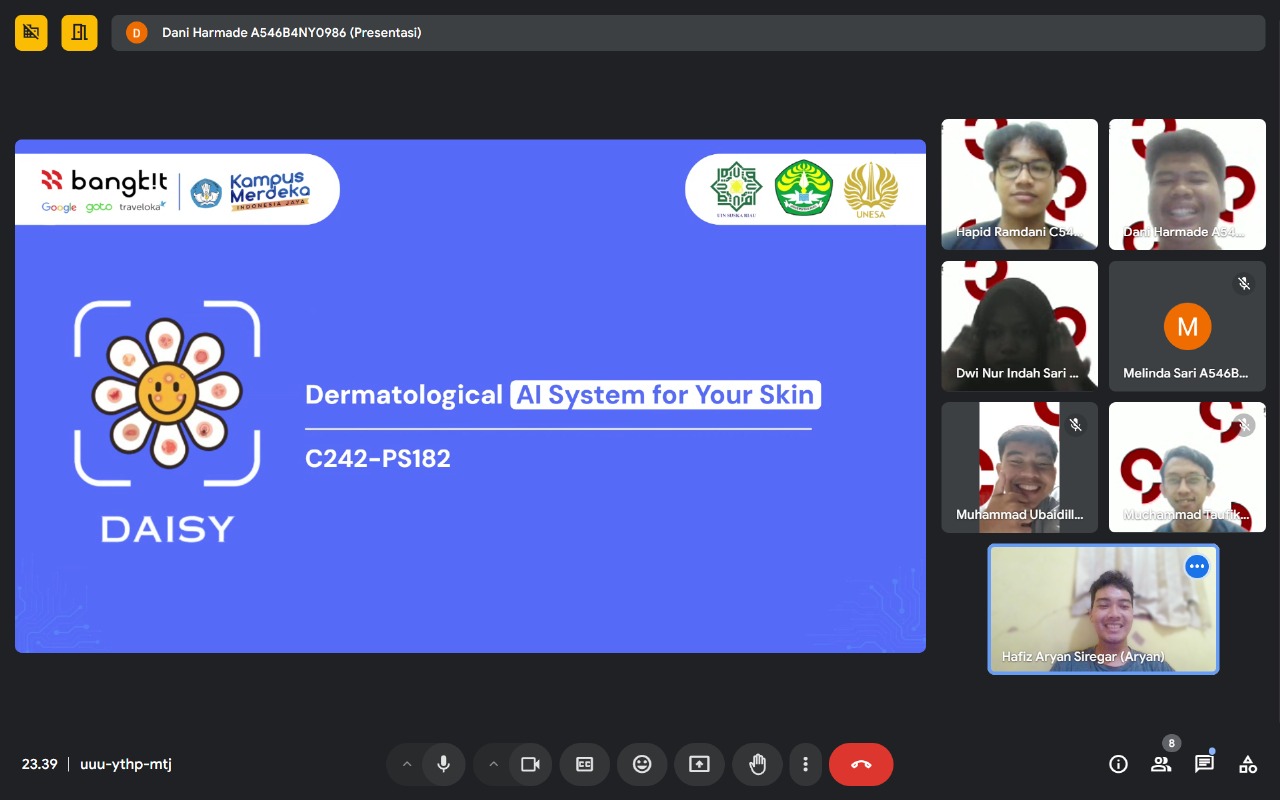 D Dani Harmade A546B4NY0986 (Presentasi)
bangk!t
Google goto traveloka
Kampus
Merdeka
INDONESIA JAYA
UIN SUSKA RIAU
UNESA
Dermatological AI System for Your Skin
C242-PS182
DAISY
Hapid Ramdani C54...
Dani Harmade A54...
Dwi Nur Indah Sari ...
M
Melinda Sari A546B...
Muhammad Ubaidill...
Muchammad Taufik...
Hafiz Aryan Siregar (Aryan)
23.39 | uuu-ythp-mtj
CC
8